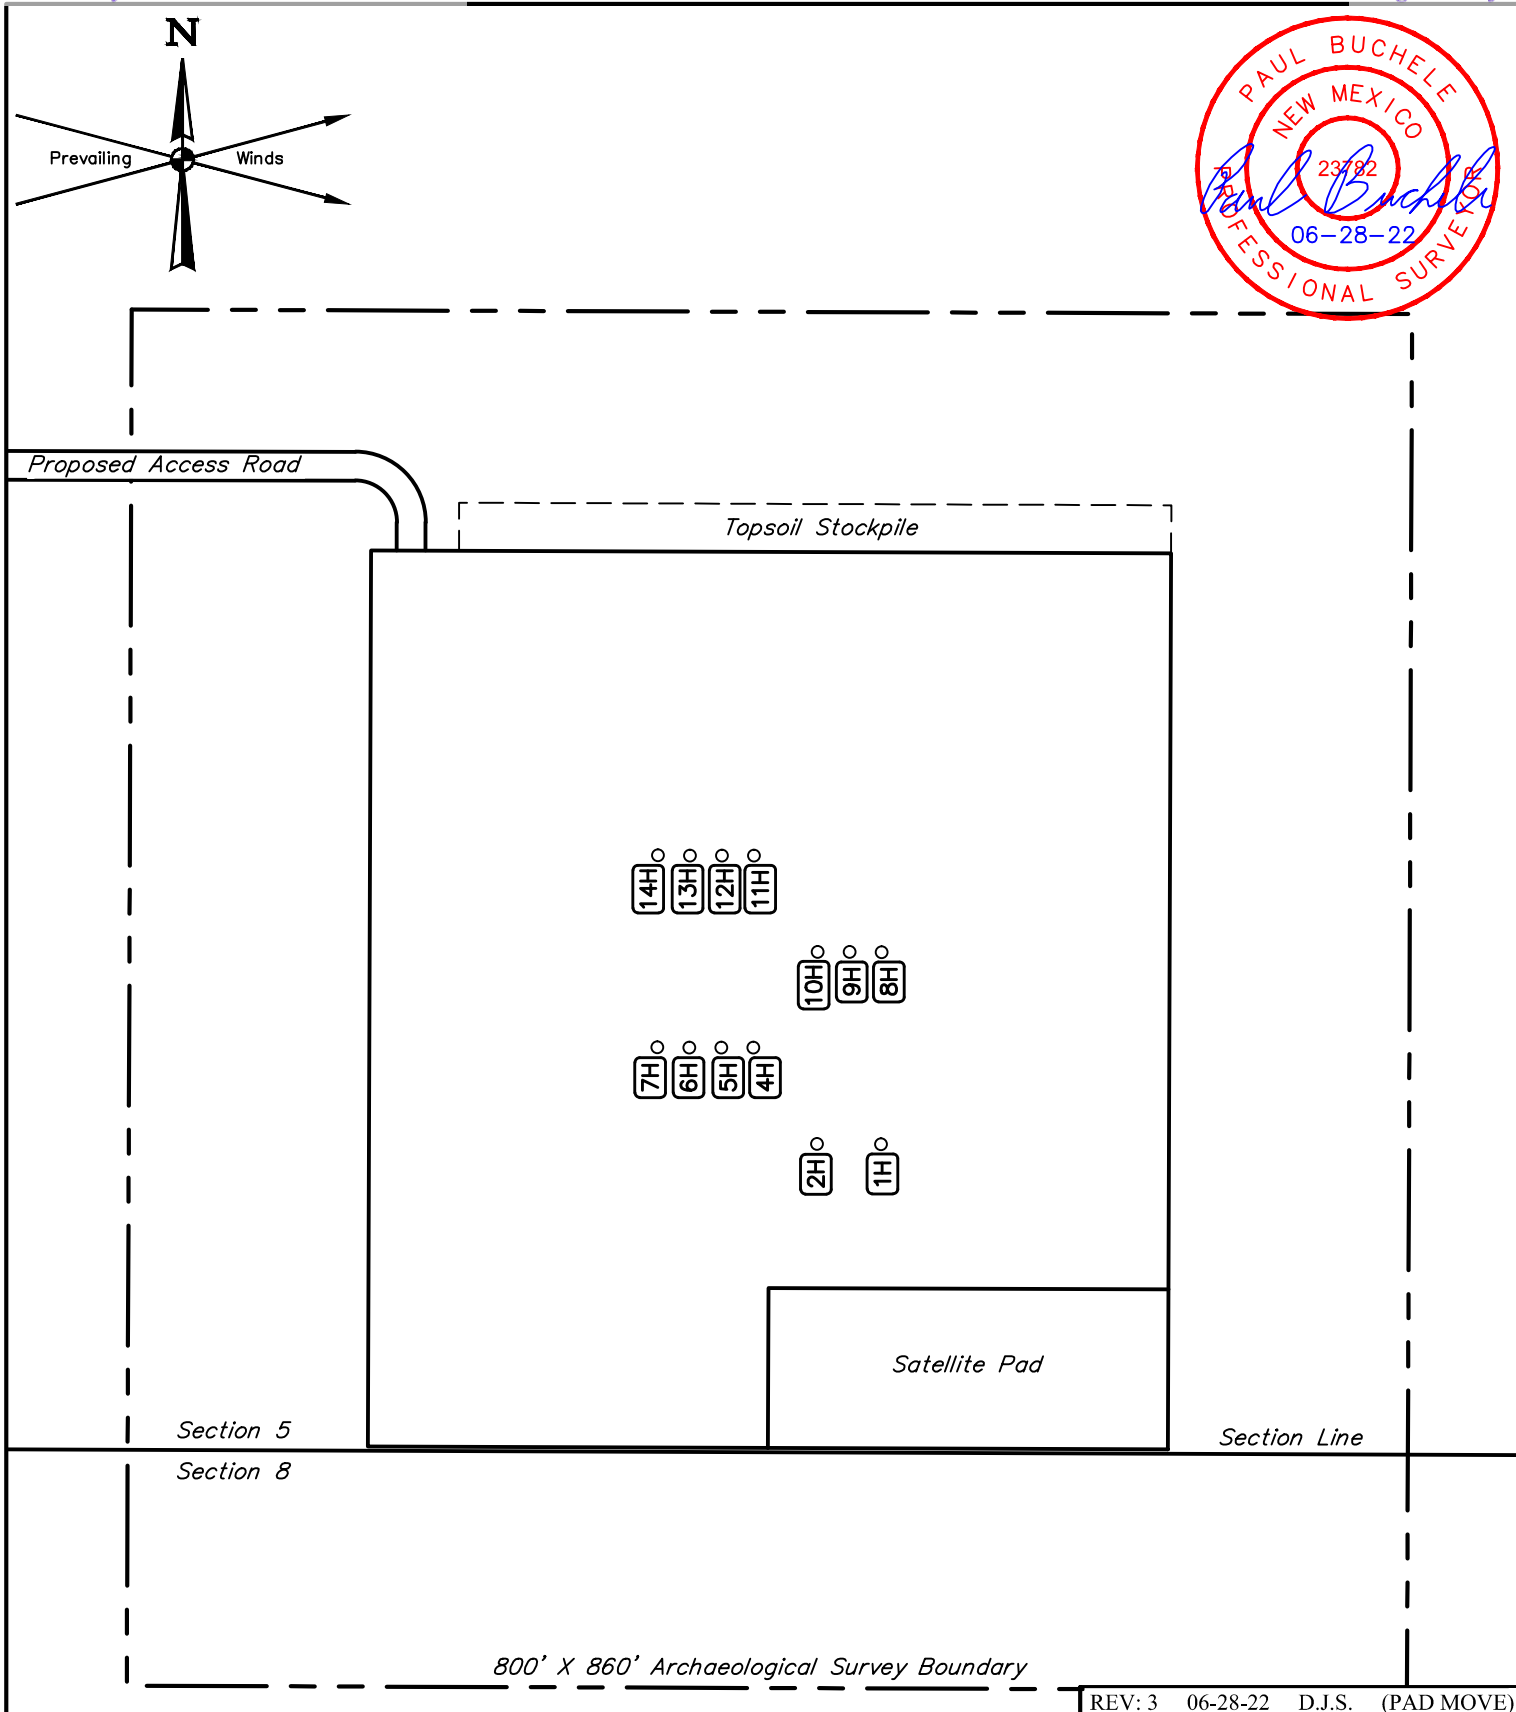 N
Prevailing Winds
PAUL BUCHELE
NEW MEXICO
23782
Paul Buchele
06-28-22
PROFESSIONAL SURVEYOR
Proposed Access Road
Topsoil Stockpile
14H 13H 12H 11H
10H 9H 8H
7H 6H 5H 4H
2H 1H
Satellite Pad
Section 5
Section Line
Section 8
800' X 860' Archaeological Survey Boundary
REV: 3 06-28-22 D.J.S. (PAD MOVE)